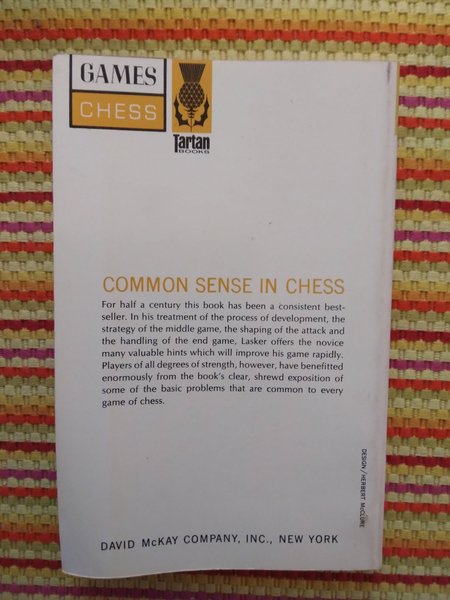 GAMES
CHESS
Tartan
BOOKS
COMMON SENSE IN CHESS
For half a century this book has been a consistent best-
seller. In his treatment of the process of development, the
strategy of the middle game, the shaping of the attack and
the handling of the end game, Lasker offers the novice
many valuable hints which will improve his game rapidly.
Players of all degrees of strength, however, have benefitted
enormously from the book's clear, shrewd exposition of
some of the basic problems that are common to every
game of chess.
DESIGN/HERBERT McCLURE
DAVID McKAY COMPANY, INC., NEW YORK